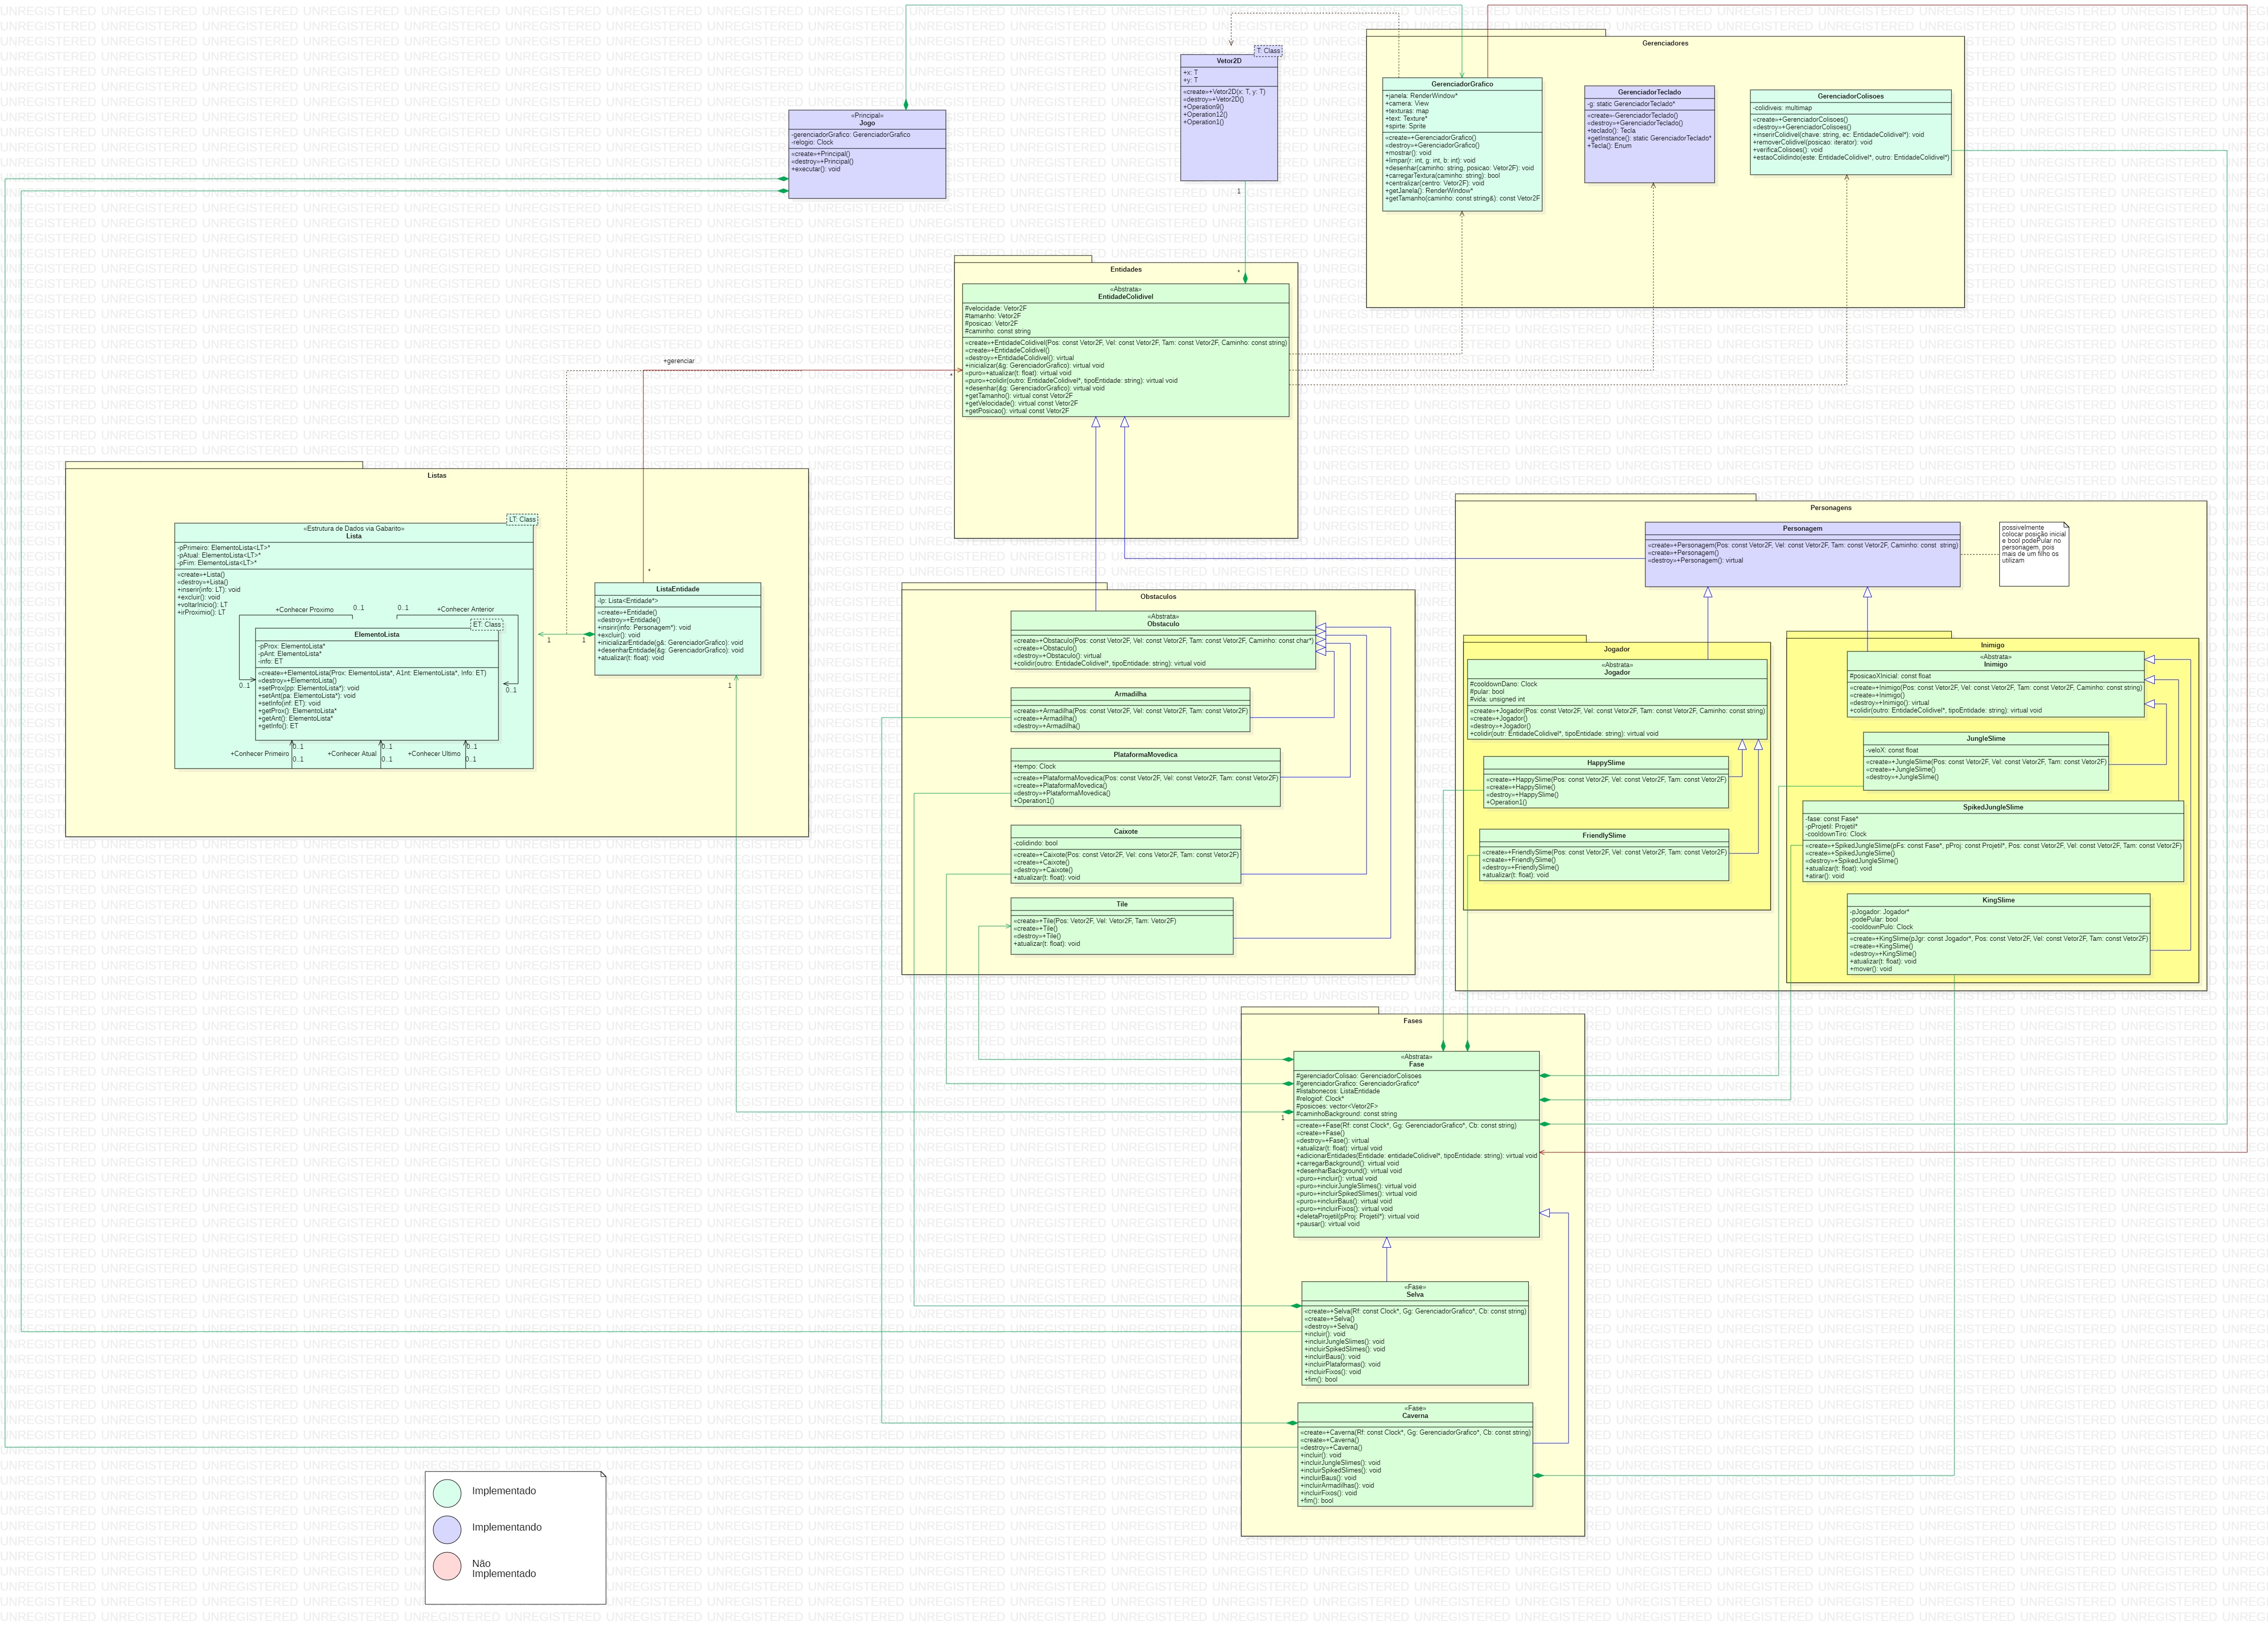 Gerenciadores
GerenciadorGrafico
+janela: RenderWindow*
+camera: View
+texturas: map
+text: Texture*
+spirte: Sprite
«create»+GerenciadorGrafico()
«destroy»+GerenciadorGrafico()
+mostrar(): void
+limpar(r: int, g: int, b: int): void
+desenhar(caminho: string, posicao: Vetor2F): void
+carregarTextura(caminho: string): bool
+centralizar(centro: Vetor2F): void
+getJanela(): RenderWindow*
+getTamanho(caminho: const string&): const Vetor2F
GerenciadorTeclado
-g: static GerenciadorTeclado*
«create»-GerenciadorTeclado()
«destroy»+GerenciadorTeclado()
+teclado(): Tecla
+getInstance(): static GerenciadorTeclado*
+Tecla(): Enum
GerenciadorColisoes
-colidiveis: multimap
«create»+GerenciadorColisoes()
«destroy»+GerenciadorColisoes()
+inserirColidivel(chave: string, ec: EntidadeColidivel*): void
+removerColidivel(posicao: iterator): void
+verificaColisoes(): void
+estaoColidindo(este: EntidadeColidivel*, outro: EntidadeColidivel*)
T: Class
Vetor2D
+x: T
+y: T
«create»+Vetor2D(x: T, y: T)
«destroy»+Vetor2D()
+Operation9()
+Operation12()
+Operation1()
1
*
«Principal»
Jogo
-gerenciadorGrafico: GerenciadorGrafico
-relogio: Clock
«create»+Principal()
«destroy»+Principal()
+executar(): void
Entidades
«Abstrata»
EntidadeColidivel
#velocidade: Vetor2F
#tamanho: Vetor2F
#posicao: Vetor2F
#caminho: const string
«create»+EntidadeColidivel(Pos: const Vetor2F, Vel: const Vetor2F, Tam: const Vetor2F, Caminho: const string)
«create»+EntidadeColidivel()
«destroy»+EntidadeColidivel(): virtual
+inicializar(&g: GerenciadorGrafico): virtual void
«puro»+atualizar(t: float): virtual void
«puro»+colidir(outro: EntidadeColidivel*, tipoEntidade: string): virtual void
+desenhar(&g: GerenciadorGrafico): virtual void
+getTamanho(): virtual const Vetor2F
+getVelocidade(): virtual const Vetor2F
+getPosicao(): virtual const Vetor2F
+gerenciar
*
*
Listas
LT: Class
«Estrutura de Dados via Gabarito»
Lista
-pPrimeiro: ElementoLista<LT>*
-pAtual: ElementoLista<LT>*
-pFim: ElementoLista<LT>*
«create»+Lista()
«destroy»+Lista()
+inserir(info: LT): void
+excluir(): void
+voltarInicio(): LT
+irProximio(): LT
+Conhecer Proximo
0..1
0..1
+Conhecer Anterior
0..1
0..1
ET: Class
ElementoLista
-pProx: ElementoLista*
-pAnt: ElementoLista*
-info: ET
«create»+ElementoLista(Prox: ElementoLista*, A1nt: ElementoLista*, Info: ET)
«destroy»+ElementoLista()
+setProx(pp: ElementoLista*): void
+setAnt(pa: ElementoLista*): void
+setInfo(inf: ET): void
+getProx(): ElementoLista*
+getAnt(): ElementoLista*
+getInfo(): ET
+Conhecer Primeiro
0..1
0..1
+Conhecer Atual
0..1
0..1
+Conhecer Ultimo
0..1
0..1
1
1
ListaEntidade
-lp: Lista<Entidade*>
«create»+Entidade()
«destroy»+Entidade()
+insirir(info: Personagem*): void
+excluir(): void
+inicializarEntidade(g&: GerenciadorGrafico): void
+desenharEntidade(&g: GerenciadorGrafico): void
+atualizar(t: float): void
1
Obstaculos
«Abstrata»
Obstaculo
«create»+Obstaculo(Pos: const Vetor2F, Vel: const Vetor2F, Tam: const Vetor2F, Caminho: const char*)
«create»+Obstaculo()
«destroy»+Obstaculo(): virtual
+colidir(outro: EntidadeColidivel*, tipoEntidade: string): virtual void
Armadilha
«create»+Armadilha(Pos: const Vetor2F, Vel: const Vetor2F, Tam: const Vetor2F)
«create»+Armadilha()
«destroy»+Armadilha()
PlataformaMovedica
+tempo: Clock
«create»+PlataformaMovedica(Pos: const Vetor2F, Vel: const Vetor2F, Tam: const Vetor2F)
«create»+PlataformaMovedica()
«destroy»+PlataformaMovedica()
+Operation1()
Caixote
-colidindo: bool
«create»+Caixote(Pos: const Vetor2F, Vel: cons Vetor2F, Tam: const Vetor2F)
«create»+Caixote()
«destroy»+Caixote()
+atualizar(t: float): void
Tile
«create»+Tile(Pos: Vetor2F, Vel: Vetor2F, Tam: Vetor2F)
«create»+Tile()
«destroy»+Tile()
+atualizar(t: float): void
Personagens
Personagem
«create»+Personagem(Pos: const Vetor2F, Vel: const Vetor2F, Tam: const Vetor2F, Caminho: const  string)
«create»+Personagem()
«destroy»+Personagem(): virtual
possivelmente
colocar posição inicial
e bool podePular no
personagem, pois
mais de um filho os
utilizam
Jogador
«Abstrata»
Jogador
#cooldownDano: Clock
#pular: bool
#vida: unsigned int
«create»+Jogador(Pos: const Vetor2F, Vel: const Vetor2F, Tam: const Vetor2F, Caminho: const string)
«create»+Jogador()
«destroy»+Jogador()
+colidir(outr: EntidadeColidivel*, tipoEntidade: string): virtual void
HappySlime
«create»+HappySlime(Pos: const Vetor2F, Vel: const Vetor2F, Tam: const Vetor2F)
«create»+HappySlime()
«destroy»+HappySlime()
+Operation1()
FriendlySlime
«create»+FriendlySlime(Pos: const Vetor2F, Vel: const Vetor2F, Tam: const Vetor2F)
«create»+FriendlySlime()
«destroy»+FriendlySlime()
+atualizar(t: float): void
Inimigo
«Abstrata»
Inimigo
#posicaoXInicial: const float
«create»+Inimigo(Pos: const Vetor2F, Vel: const Vetor2F, Tam: const Vetor2F, Caminho: const string)
«create»+Inimigo()
«destroy»+Inimigo(): virtual
+colidir(outro: EntidadeColidivel*, tipoEntidade: string): virtual void
JungleSlime
-veloX: const float
«create»+JungleSlime(Pos: const Vetor2F, Vel: const Vetor2F, Tam: const Vetor2F)
«create»+JungleSlime()
«destroy»+JungleSlime()
SpikedJungleSlime
-fase: const Fase*
-pProjetil: Projetil*
-cooldownTiro: Clock
«create»+SpikedJungleSlime(pFs: const Fase*, pProj: const Projetil*, Pos: const Vetor2F, Vel: const Vetor2F, Tam: const Vetor2F)
«create»+SpikedJungleSlime()
«destroy»+SpikedJungleSlime()
+atualizar(t: float): void
+atirar(): void
KingSlime
-pJogador: Jogador*
-podePular: bool
-cooldownPulo: Clock
«create»+KingSlime(pJgr: const Jogador*, Pos: const Vetor2F, Vel: const Vetor2F, Tam: const Vetor2F)
«create»+KingSlime()
«destroy»+KingSlime()
+atualizar(t: float): void
+mover(): void
Fases
«Abstrata»
Fase
#gerenciadorColisao: GerenciadorColisoes
#gerenciadorGrafico: GerenciadorGrafico*
#listabonecos: ListaEntidade
#relogiof: Clock*
#posicoes: vector<Vetor2F>
#caminhoBackground: const string
1
«create»+Fase(Rf: const Clock*, Gg: GerenciadorGrafico*, Cb: const string)
«create»+Fase()
«destroy»+Fase(): virtual
+atualizar(t: float): virtual void
+adicionarEntidades(Entidade: entidadeColidivel*, tipoEntidade: string): virtual void
+carregarBackground(): virtual void
+desenharBackground(): virtual void
«puro»+incluir(): virtual void
«puro»+incluirJungleSlimes(): virtual void
«puro»+incluirSpikedSlimes(): virtual void
«puro»+incluirBaus(): virtual void
«puro»+incluirFixos(): virtual void
+deletaProjetil(pProj: Projetil*): virtual void
+pausar(): virtual void
«Fase»
Selva
«create»+Selva(Rf: const Clock*, Gg: GerenciadorGrafico*, Cb: const string)
«create»+Selva()
«destroy»+Selva()
+incluir(): void
+incluirJungleSlimes(): void
+incluirSpikedSlimes(): void
+incluirBaus(): void
+incluirPlataformas(): void
+incluirFixos(): void
+fim(): bool
«Fase»
Caverna
«create»+Caverna(Rf: const Clock*, Gg: GerenciadorGrafico*, Cb: const string)
«create»+Caverna()
«destroy»+Caverna()
+incluir(): void
+incluirJungleSlimes(): void
+incluirSpikedSlimes(): void
+incluirBaus(): void
+incluirArmadilhas(): void
+incluirFixos(): void
+fim(): bool
Implementado
Implementando
Não
Implementado